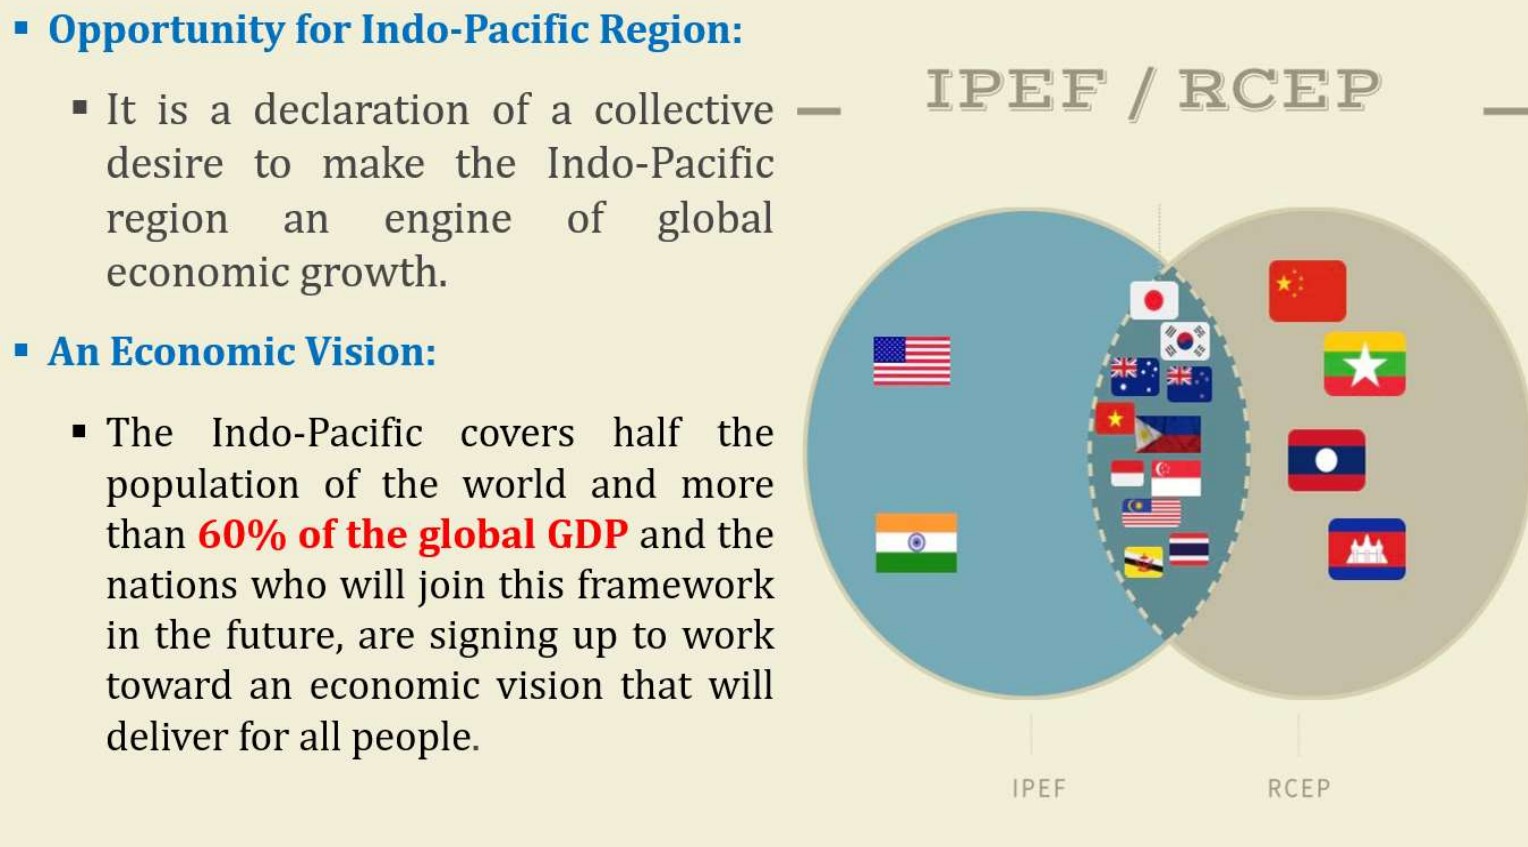 ▪ Opportunity for Indo-Pacific Region:
▪ It is a declaration of a collective
desire to make the Indo-Pacific
region an engine of global
economic growth.
▪ An Economic Vision:
▪ The Indo-Pacific covers half the
population of the world and more
than 60% of the global GDP and the
nations who will join this framework
in the future, are signing up to work
toward an economic vision that will
deliver for all people.
IPEF / RCEP
IPEF
RCEP